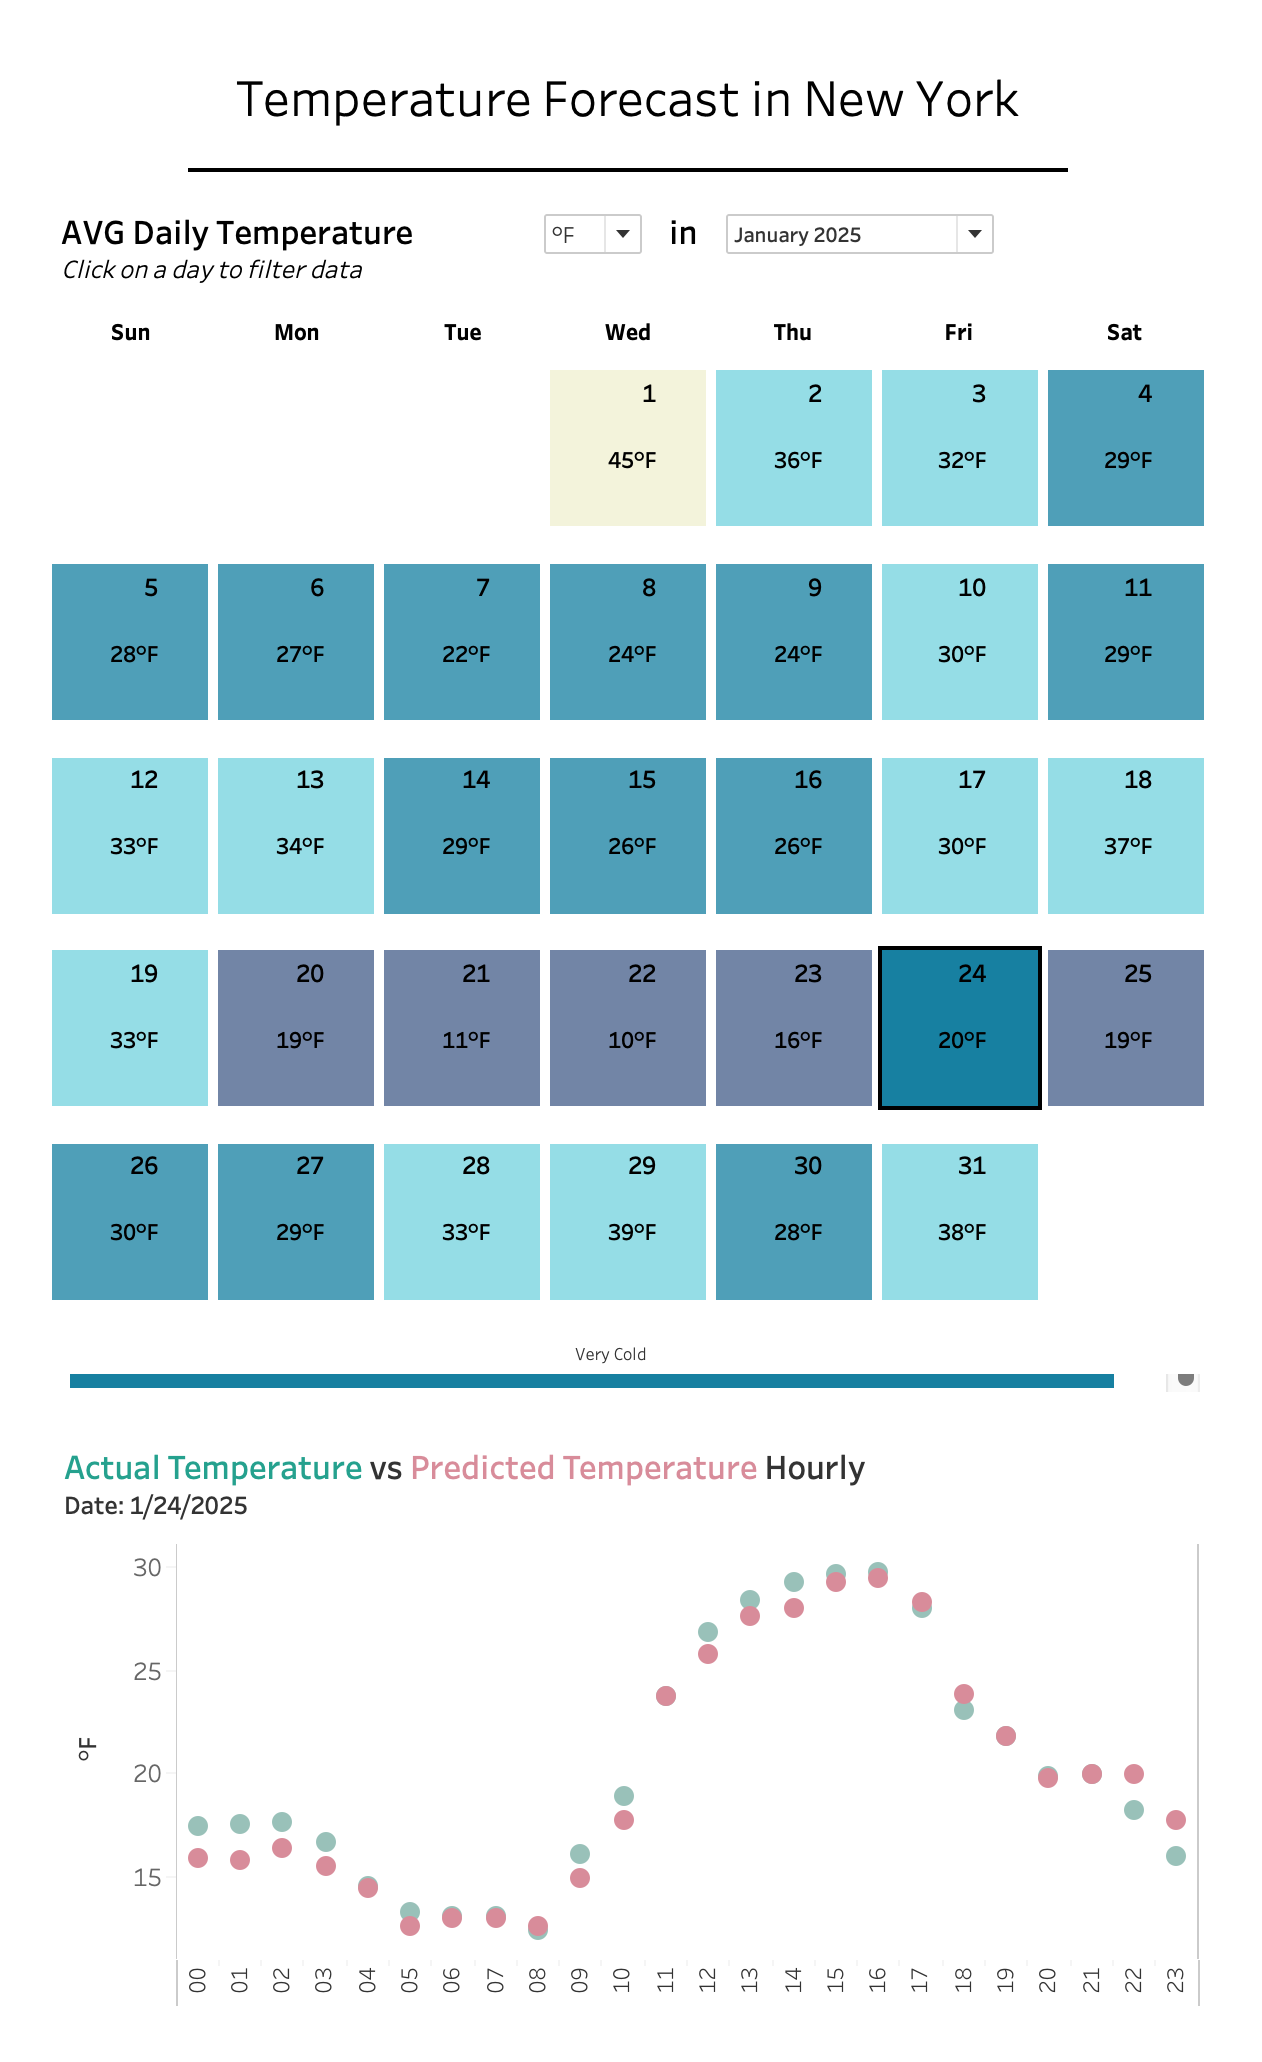 Temperature Forecast in New York
AVG Daily Temperature
ºF
in
January 2025
Click on a day to filter data
Sun Mon Tue Wed Thu Fri Sat
1 2 3 4
45ºF 36ºF 32ºF 29ºF
5 6 7 8 9 10 11
28ºF 27ºF 22ºF 24ºF 24ºF 30ºF 29ºF
12 13 14 15 16 17 18
33ºF 34ºF 29ºF 26ºF 26ºF 30ºF 37ºF
19 20 21 22 23 24 25
33ºF 19ºF 11ºF 10ºF 16ºF 20ºF 19ºF
26 27 28 29 30 31
30ºF 29ºF 33ºF 39ºF 28ºF 38ºF
Very Cold
Actual Temperature vs Predicted Temperature Hourly
Date: 1/24/2025
30
25
ºF
20
15
00 01 02 03 04 05 06 07 08 09 10 11 12 13 14 15 16 17 18 19 20 21 22 23